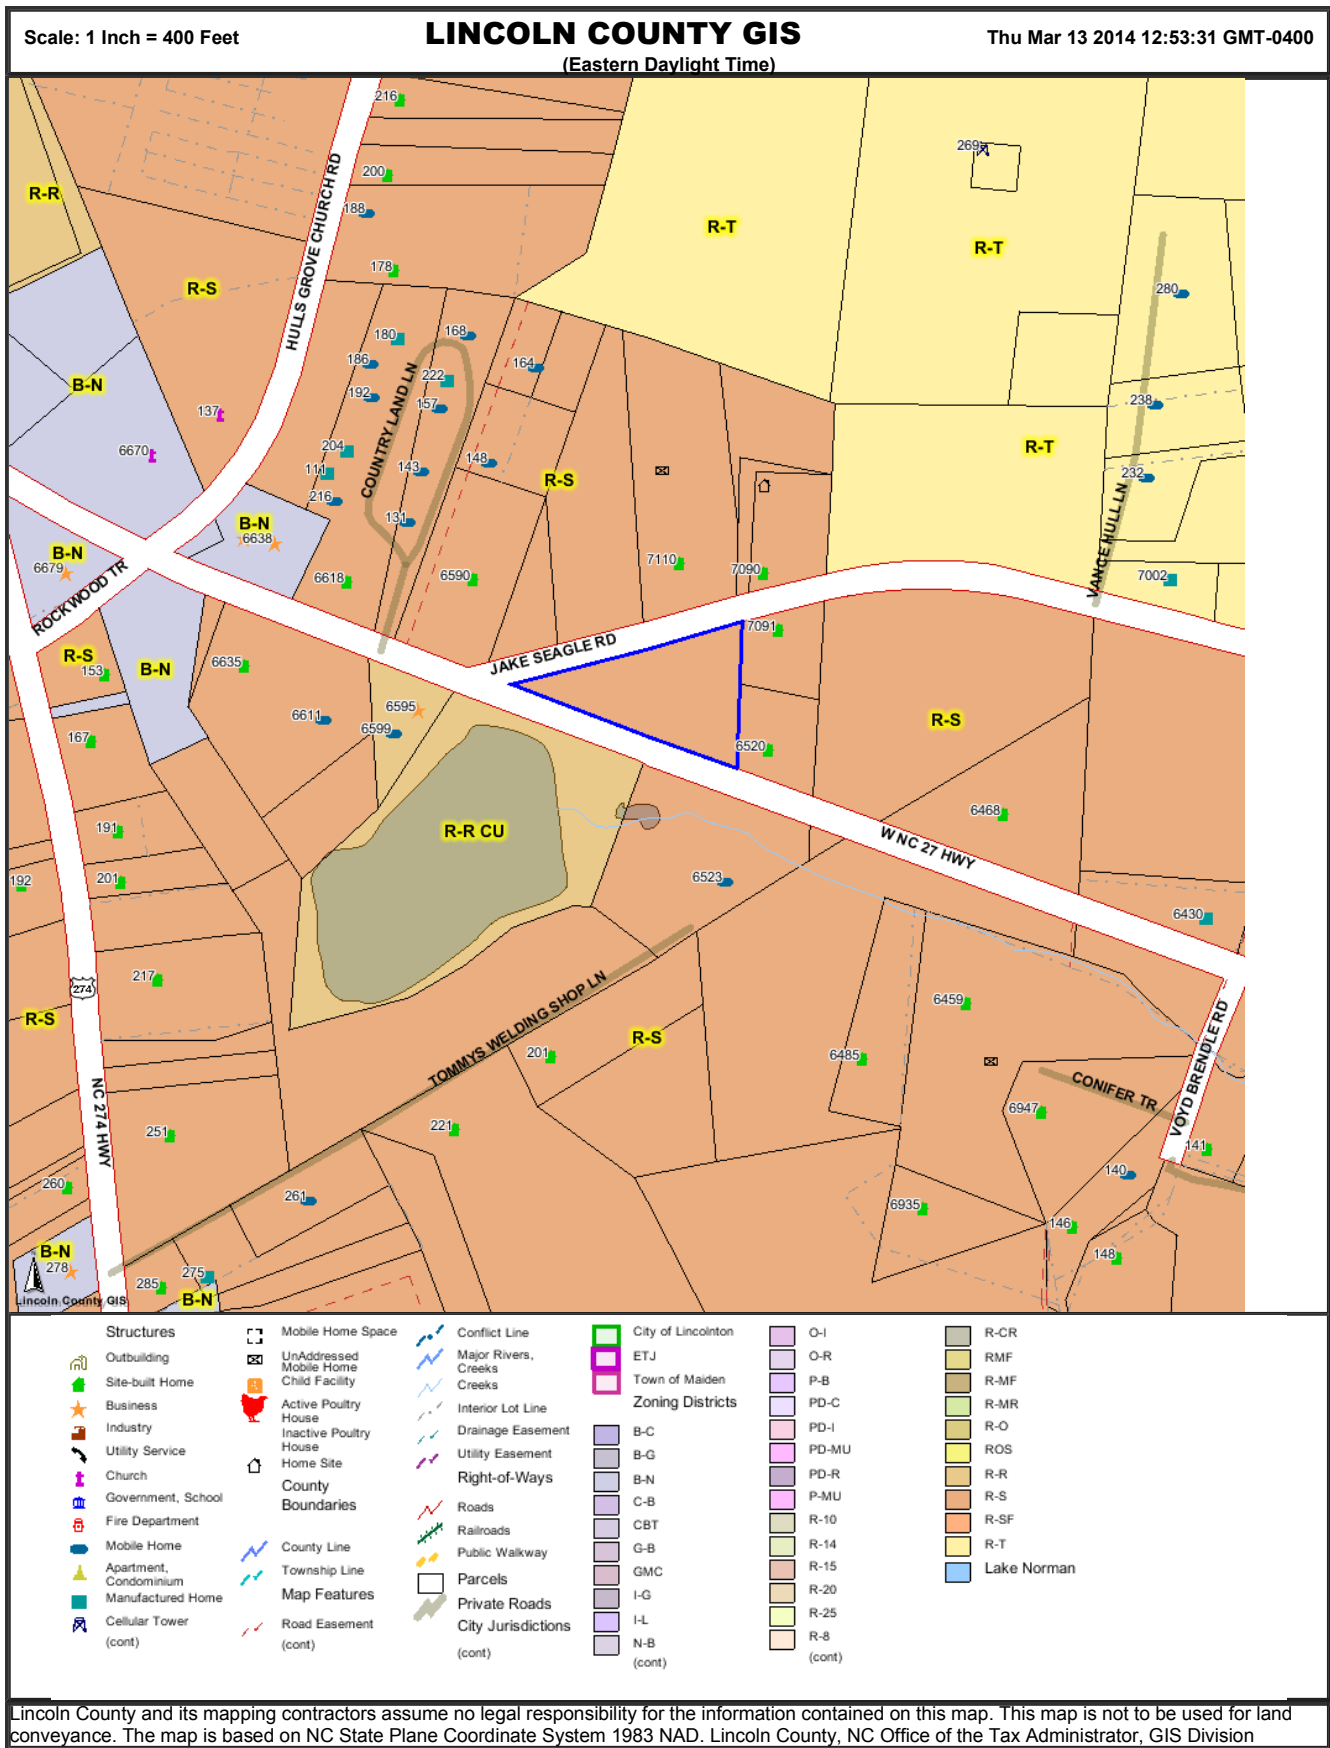 Scale: 1 Inch = 400 Feet
LINCOLN COUNTY GIS
(Eastern Daylight Time)
Thu Mar 13 2014 12:53:31 GMT-0400
216
269
R-R
200
188
HULLS GROVE CHURCH RD
R-T
R-T
178
R-S
280
180
168
186
164
222
192
157
B-N
COUNTRY LAND LN
238
137
204
R-T
6670
111
143
148
R-S
232
216
131
B-N
6638
VANCE HULL LN
B-N
6679
ROCKWOOD TR
6618
6590
7110
7090
7002
7091
JAKE SEAGLE RD
R-S
153
B-N
6635
6611
6595
6599
R-S
167
6520
191
R-R CU
6468
W NC 27 HWY
192
201
6523
6430
217
274
R-S
TOMMYS WELDING SHOP LN
6459
R-S
201
6485
VOYD BRENDLE RD
CONIFER TR
NC 274 HWY
6947
251
221
141
260
261
140
6935
146
B-N
278
148
285
275
B-N
Lincoln County GIS
Structures
Outbuilding
Site-built Home
Business
Industry
Utility Service
Church
Government, School
Fire Department
Mobile Home
Apartment,
Condominium
Manufactured Home
Cellular Tower
(cont)
Mobile Home Space
UnAddressed
Mobile Home
Child Facility
Active Poultry
House
Inactive Poultry
House
Home Site
County
Boundaries
County Line
Township Line
Map Features
Road Easement
(cont)
Conflict Line
Major Rivers,
Creeks
Creeks
Interior Lot Line
Drainage Easement
Utility Easement
Right-of-Ways
Roads
Railroads
Public Walkway
Parcels
Private Roads
City Jurisdictions
(cont)
City of Lincolnton
ETJ
Town of Maiden
Zoning Districts
B-C
B-G
B-N
C-B
CBT
G-B
GMC
I-G
I-L
N-B
(cont)
O-I
O-R
P-B
PD-C
PD-I
PD-MU
PD-R
P-MU
R-10
R-14
R-15
R-20
R-25
R-8
(cont)
R-CR
RMF
R-MF
R-MR
R-O
ROS
R-R
R-S
R-SF
R-T
Lake Norman
Lincoln County and its mapping contractors assume no legal responsibility for the information contained on this map. This map is not to be used for land
conveyance. The map is based on NC State Plane Coordinate System 1983 NAD. Lincoln County, NC Office of the Tax Administrator, GIS Division